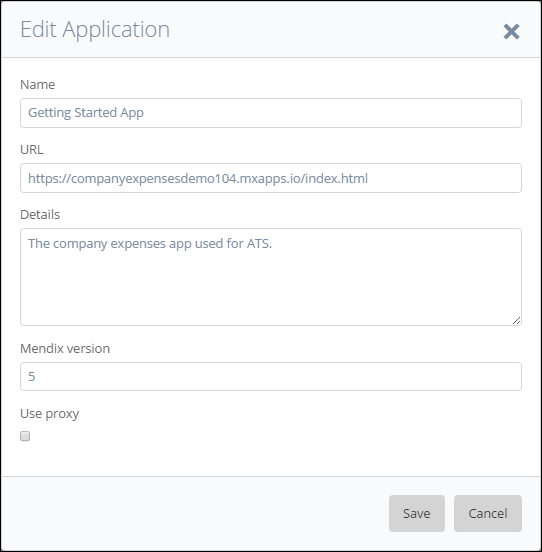 Edit Application
Name
Getting Started App
URL
https://companyexpensesdemo104.mxapps.io/index.html
Details
The company expenses app used for ATS.
Mendix version
5
Use proxy
Save Cancel